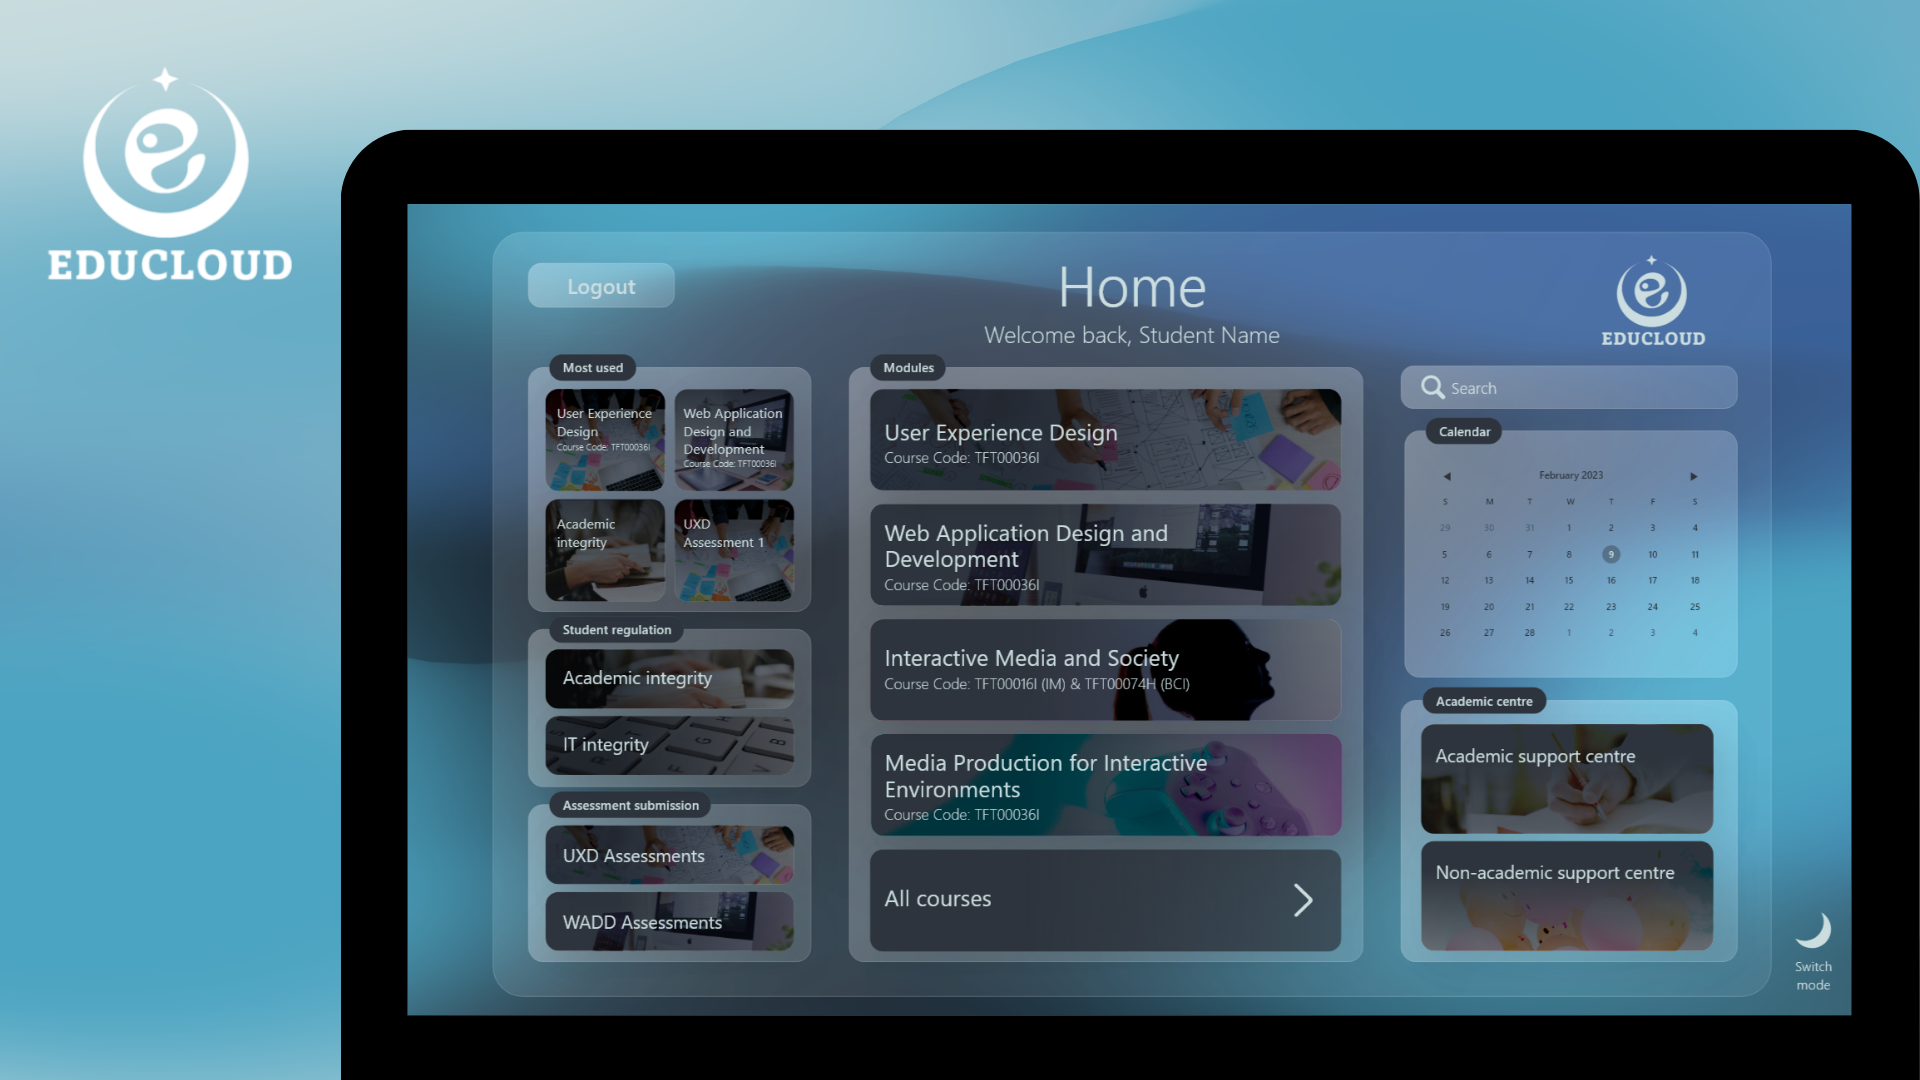 EDUCLOUD
Logout
Home
Welcome back, Student Name
EDUCLOUD
Most used
User Experience
Design
Course Code: TFT00036I
Web Application
Design and
Development
Course Code: TFT00036I
Academic
integrity
UXD
Assessment 1
Student regulation
Academic integrity
IT integrity
Assessment submission
UXD Assessments
WADD Assessments
Modules
User Experience Design
Course Code: TFT00036I
Web Application Design and
Development
Course Code: TFT00036I
Interactive Media and Society
Course Code: TFT00016I (IM) & TFT00074H (BCI)
Media Production for Interactive
Environments
Course Code: TFT00036I
All courses
Search
Calendar
February 2023
S M T W T F S
29 30 31 1 2 3 4
5 6 7 8 9 10 11
12 13 14 15 16 17 18
19 20 21 22 23 24 25
26 27 28 1 2 3 4
Academic centre
Academic support centre
Non-academic support centre
Switch
mode